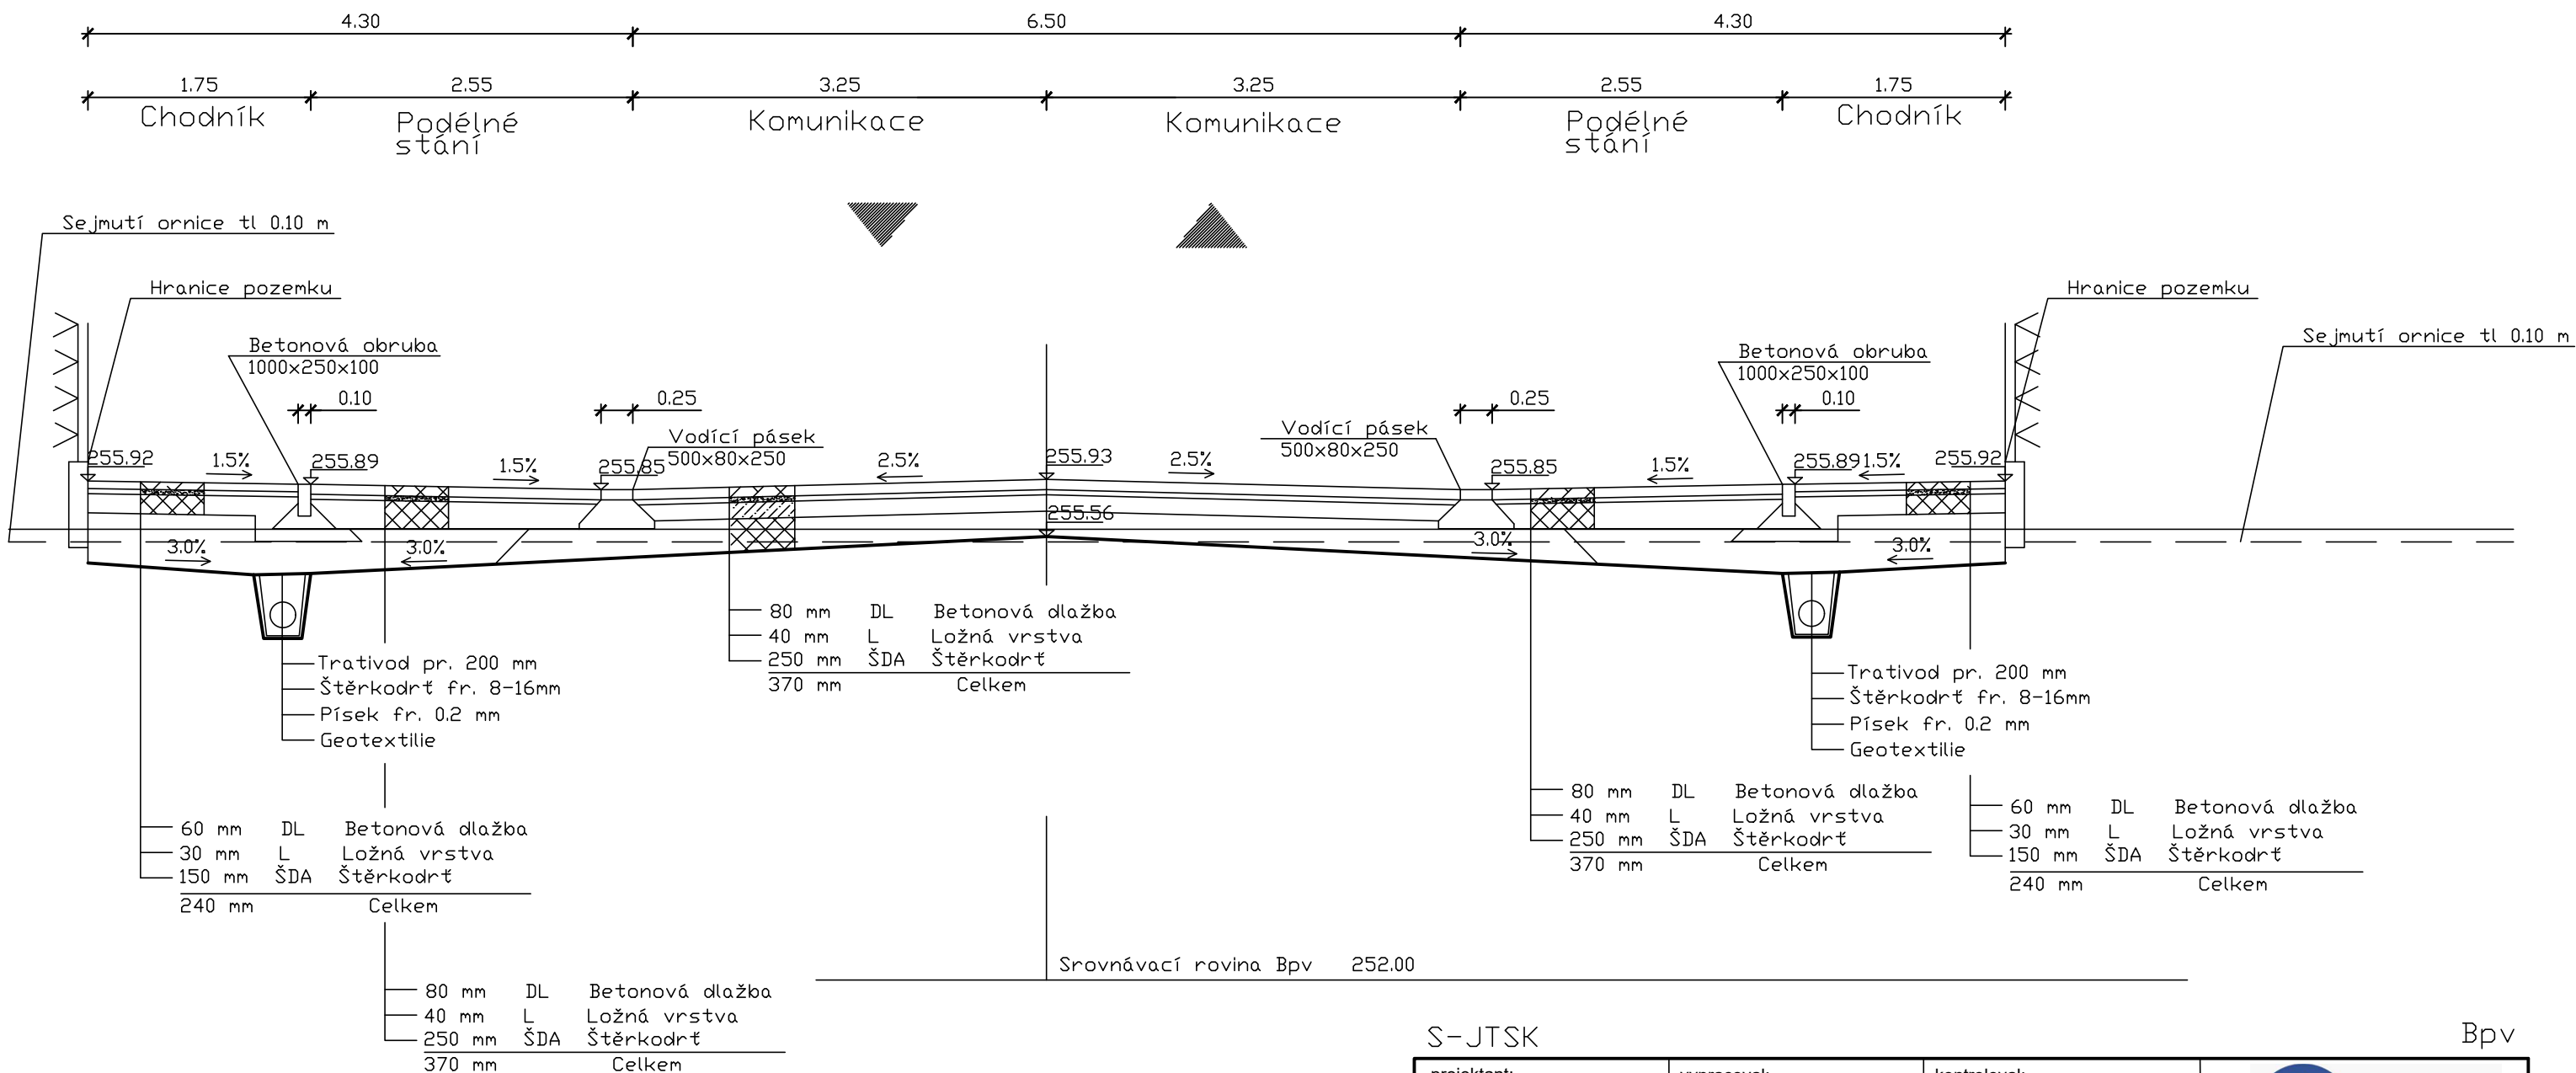 4.30 6.50 4.30
1.75 2.55 3.25 3.25 2.55 1.75
Chodník
Podélné
stání
Komunikace
Komunikace
Podélné
stání
Chodník
Sejmutí ornice tl 0.10 m
Hranice pozemku
Betonová obruba
1000x250x100
0.10
0.25
Vodící pásek
500x80x250
Vodící pásek
500x80x250
0.25
Betonová obruba
1000x250x100
0.10
Hranice pozemku
Sejmutí ornice tl 0.10 m
255.92 1.5% 255.89 1.5% 255.85 2.5% 255.93 2.5% 255.85 1.5% 255.89 1.5% 255.92
255.56
3.0% 3.0% 3.0% 3.0%
80 mm DL Betonová dlažba
40 mm L Ložná vrstva
250 mm ŠDA Štěrkodrť
370 mm Celkem
Trativod pr. 200 mm
Štěrkodrť fr. 8-16mm
Písek fr. 0.2 mm
Geotextilie
Trativod pr. 200 mm
Štěrkodrť fr. 8-16mm
Písek fr. 0.2 mm
Geotextilie
60 mm DL Betonová dlažba
30 mm L Ložná vrstva
150 mm ŠDA Štěrkodrť
240 mm Celkem
80 mm DL Betonová dlažba
40 mm L Ložná vrstva
250 mm ŠDA Štěrkodrť
370 mm Celkem
60 mm DL Betonová dlažba
30 mm L Ložná vrstva
150 mm ŠDA Štěrkodrť
240 mm Celkem
Srovnávací rovina Bpv 252.00
80 mm DL Betonová dlažba
40 mm L Ložná vrstva
250 mm ŠDA Štěrkodrť
370 mm Celkem
S-JTSK Bpv